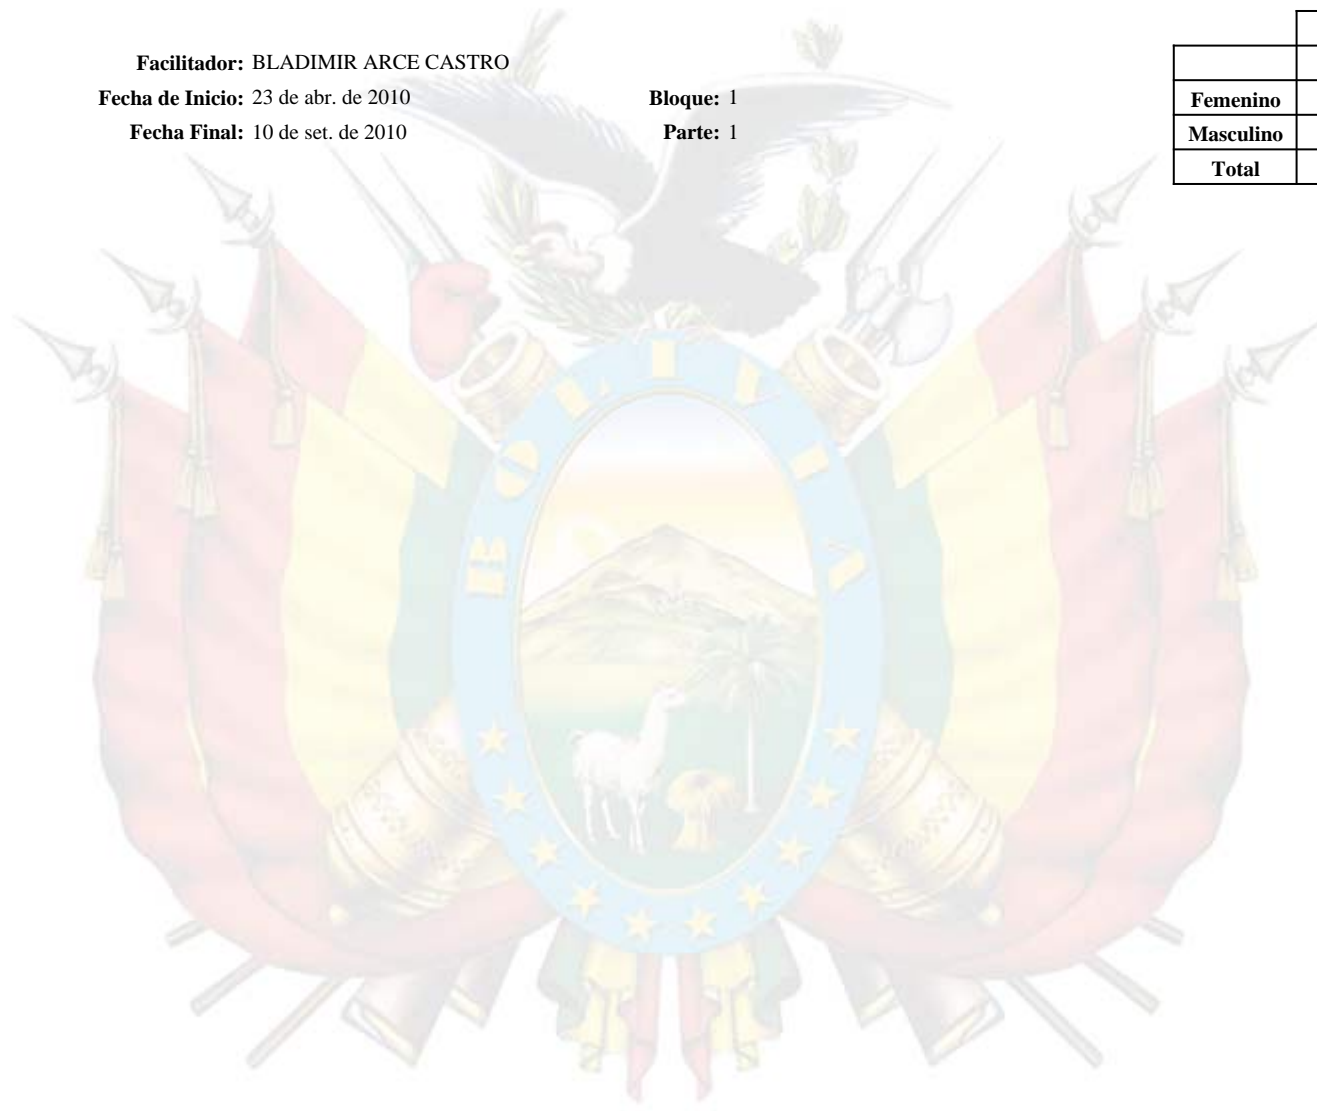 Facilitador: BLADIMIR ARCE CASTRO
Fecha de Inicio: 23 de abr. de 2010 Bloque: 1
Fecha Final: 10 de set. de 2010 Parte: 1
Femenino
Masculino
Total
BOLIVIA